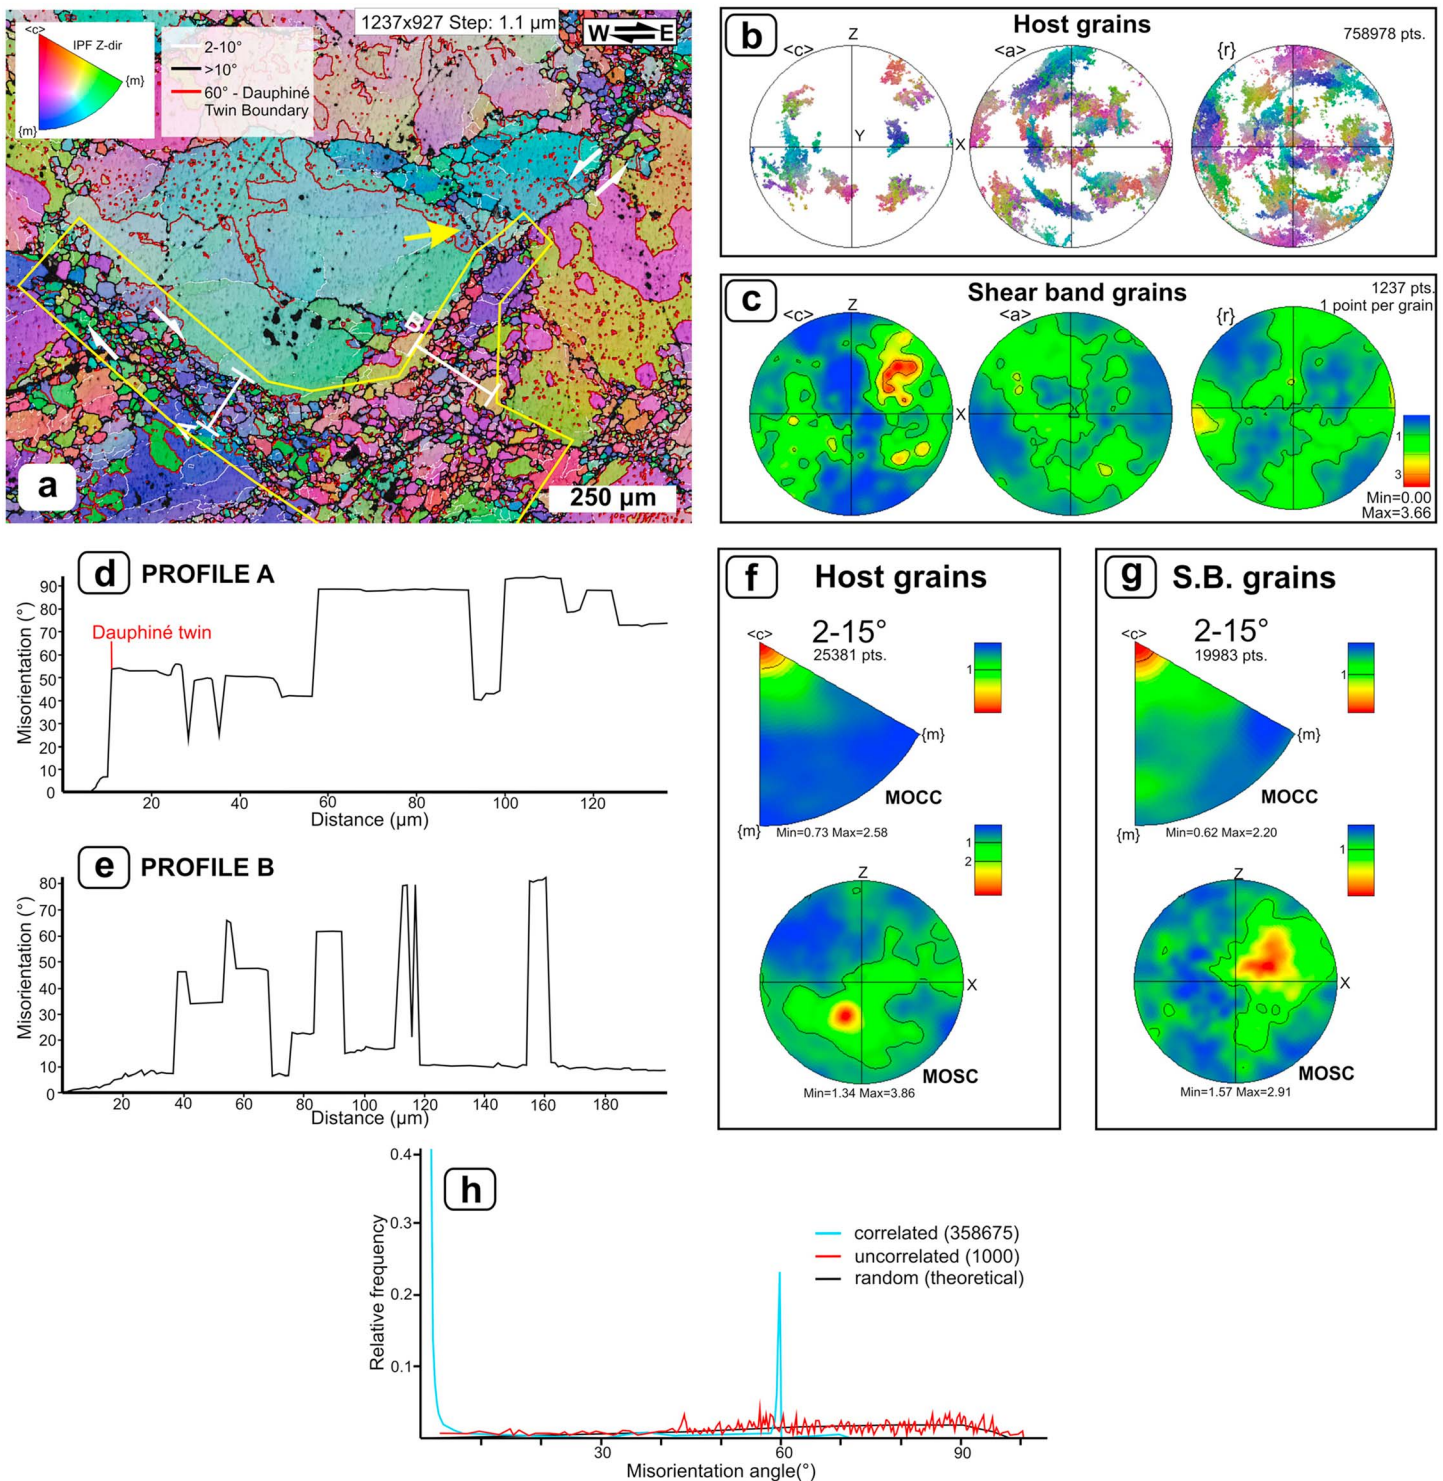 1237x927 Step: 1.1 µm
W E
<c>
IPF Z-dir
{m}
{m}
2-10°
>10°
60° - Dauphiné
Twin Boundary
B
a
250 µm
b
Host grains
758978 pts.
<c>
Z
<a>
{r}
Y
X
c
Shear band grains
1237 pts.
1 point per grain
<c>
Z
<a>
{r}
X
1
3
Min=0.00
Max=3.66
d PROFILE A
Misorientation (°)
90
80
70
60
50
40
30
20
10
0
Dauphiné twin
20 40 60 80 100 120
Distance (µm)
e PROFILE B
Misorientation (°)
80
70
60
50
40
30
20
10
0
20 40 60 80 100 120 140 160 180
Distance (µm)
f Host grains
2-15°
25381 pts.
<c>
1
{m}
MOCC
{m} Min=0.73 Max=2.58
1
2
Z
X
MOSC
Min=1.34 Max=3.86
g S.B. grains
2-15°
19983 pts.
<c>
1
{m}
MOCC
{m} Min=0.62 Max=2.20
1
Z
X
MOSC
Min=1.57 Max=2.91
h
Relative frequency
0.4
0.3
0.2
0.1
correlated (358675)
uncorrelated (1000)
random (theoretical)
30 60 90
Misorientation angle(°)